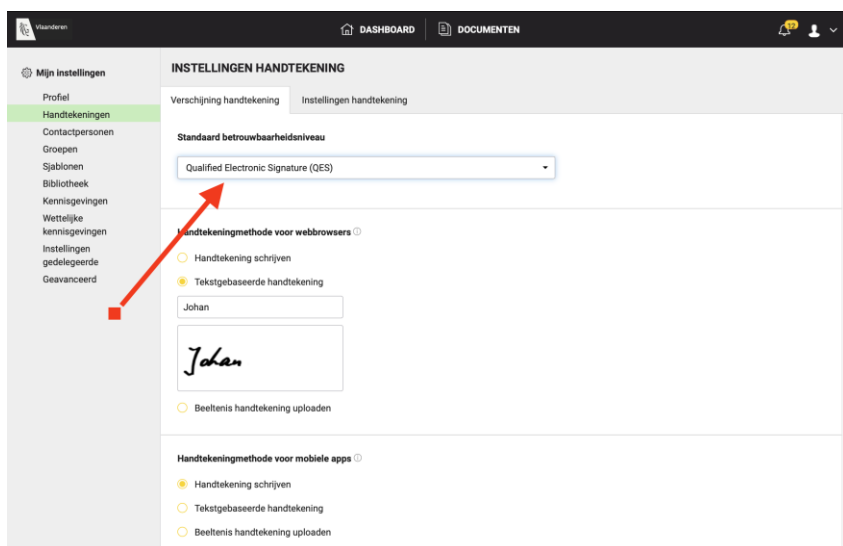 Vlaanderen
DASHBOARD
DOCUMENTEN
12
Mijn instellingen
Profiel
Handtekeningen
Contactpersonen
Groepen
Sjablonen
Bibliotheek
Kennisgevingen
Wettelijke
kennisgevingen
Instellingen
gedelegeerde
Geavanceerd
INSTELLINGEN HANDTEKENING
Verschijning handtekening
Instellingen handtekening
Standaard betrouwbaarheidsniveau
Qualified Electronic Signature (QES)
Handtekeningmethode voor webbrowsers
Handtekening schrijven
Tekstgebaseerde handtekening
Johan
Johan
Beeltenis handtekening uploaden
Handtekeningmethode voor mobiele apps
Handtekening schrijven
Tekstgebaseerde handtekening
Beeltenis handtekening uploaden